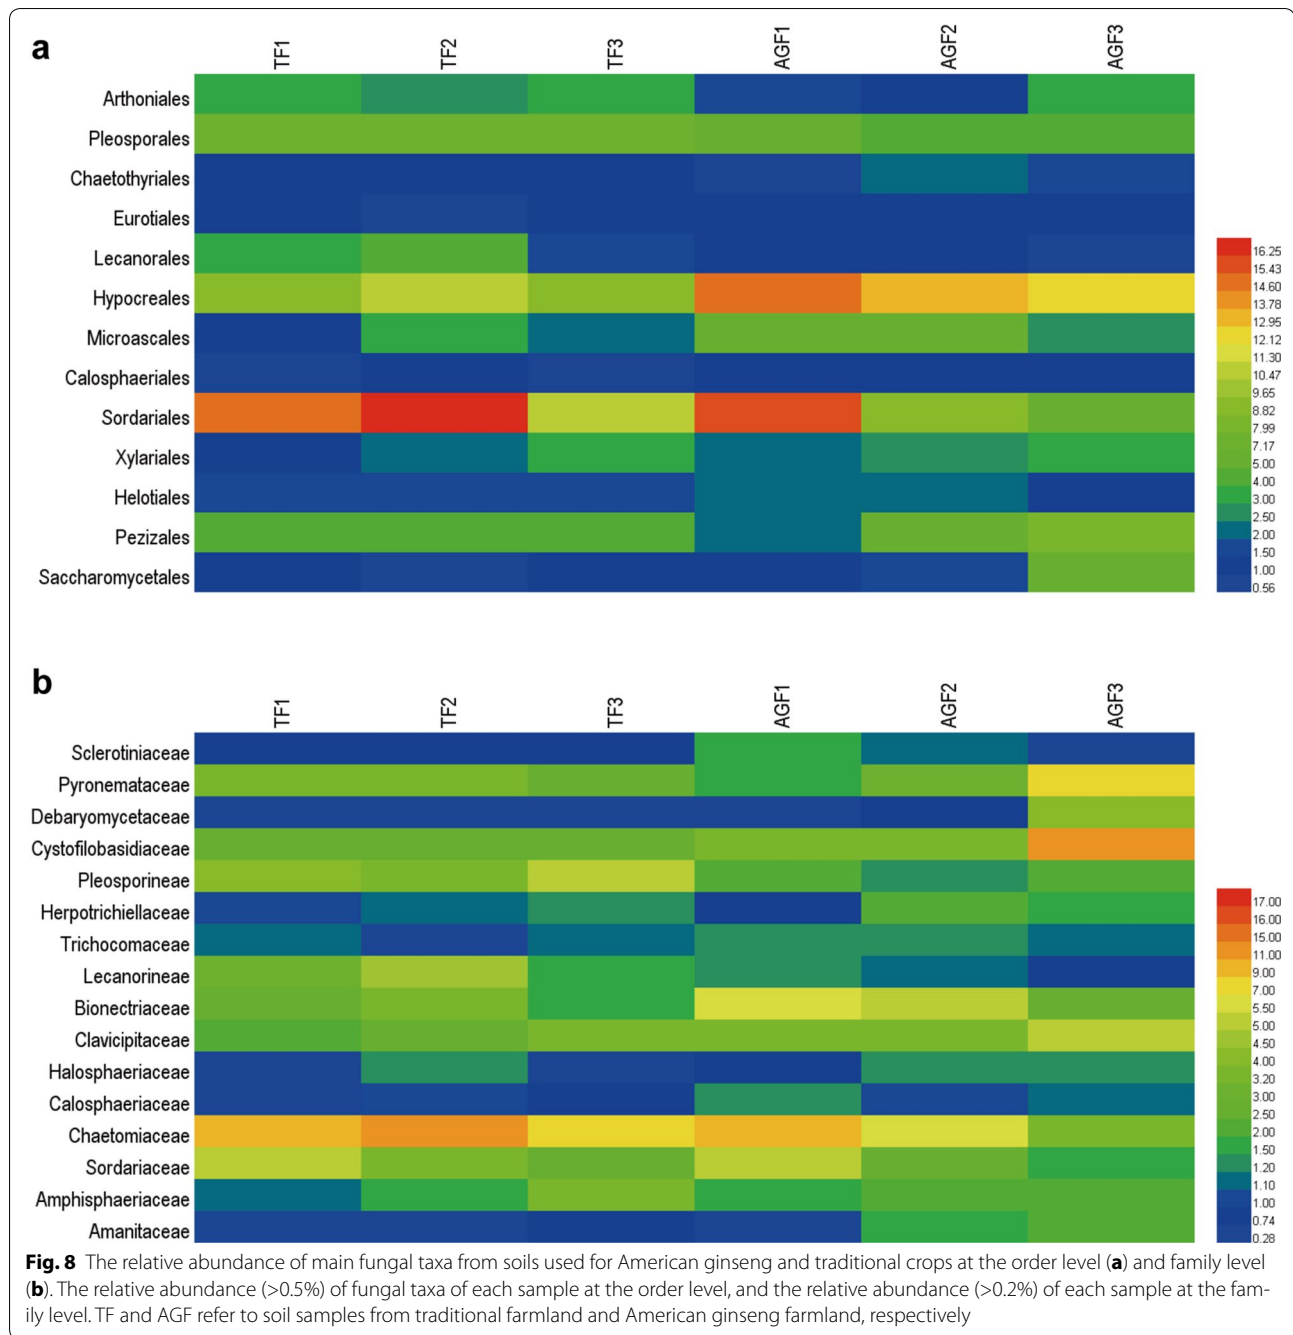 a
TF1 TF2 TF3 AGF1 AGF2 AGF3
Arthoniales
Pleosporales
Chaetothyriales
Eurotiales
Lecanorales
Hypocreales
Microascales
Calosphaeriales
Sordariales
Xylariales
Helotiales
Pezizales
Saccharomycetales
16.25
15.43
14.60
13.78
12.95
12.12
11.30
10.47
9.65
8.82
7.99
7.17
5.00
4.00
3.00
2.50
2.00
1.50
1.00
0.56
b
TF1 TF2 TF3 AGF1 AGF2 AGF3
Sclerotiniaceae
Pyronemataceae
Debaryomycetaceae
Cystofilobasidiaceae
Pleosporineae
Herpotrichiellaceae
Trichocomaceae
Lecanorineae
Bionectriaceae
Clavicipitaceae
Halosphaeriaceae
Calosphaeriaceae
Chaetomiaceae
Sordariaceae
Amphisphaeriaceae
Amanitaceae
17.00
16.00
15.00
11.00
9.00
7.00
5.50
5.00
4.50
4.00
3.20
3.00
2.50
2.00
1.50
1.20
1.10
1.00
0.74
0.28
Fig. 8 The relative abundance of main fungal taxa from soils used for American ginseng and traditional crops at the order level (a) and family level
(b). The relative abundance (>0.5%) of fungal taxa of each sample at the order level, and the relative abundance (>0.2%) of each sample at the fam-
ily level. TF and AGF refer to soil samples from traditional farmland and American ginseng farmland, respectively